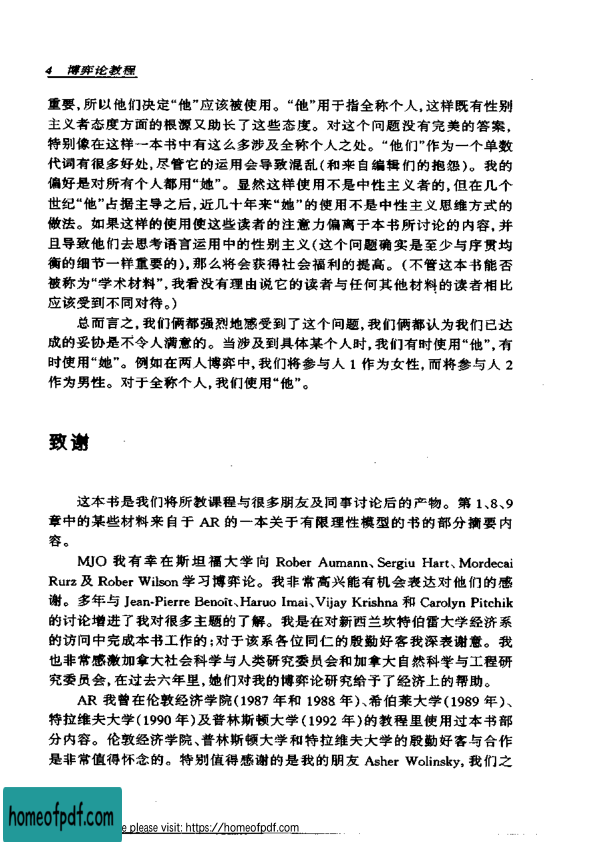 4 博弈论教程
重要,所以他们决定“他”应该被使用。“他”用于指全称个人,这样既有性别
主义者态度方面的根源又助长了这些态度。对这个问题没有完美的答案,
特别像在这样一本书中有这么多涉及全称个人之处。“他们”作为一个单数
代词有很多好处,尽管它的运用会导致混乱(和来自编辑们的抱怨)。我的
偏好是对所有个人都用“她”。显然这样使用不是中性主义者的,但在几个
世纪“他”占据主导之后,近几十年来“她”的使用不是中性主义思维方式的
做法。如果这样的使用使这些读者的注意力偏离于本书所讨论的内容,并
且导致他们去思考语言运用中的性别主义(这个问题确实是至少与序贯均
衡的细节一样重要的),那么将会获得社会福利的提高。(不管这本书能否
被称为“学术材料”,我看没有理由说它的读者与任何其他材料的读者相比
应该受到不同对待。)
总而言之,我们俩都强烈地感受到了这个问题,我们俩都认为我们已达
成的妥协是不令人满意的。当涉及到具体某个人时,我们有时使用“他”,有
时使用“她”。例如在两人博弈中,我们将参与人 1 作为女性,而将参与人 2
作为男性。对于全称个人,我们使用“他”。
致谢
这本书是我们将所教课程与很多朋友及同事讨论后的产物。第 1、8、9
章中的某些材料来自于 AR 的一本关于有限理性模型的书的部分摘要内
容。
MJO 我有幸在斯坦福大学向 Rober Aumann、Sergiu Hart、Mordecai
Rurz 及 Rober Wilson 学习博弈论。我非常高兴能有机会表达对他们的感
谢。多年与 Jean-Pierre Benoît、Haruo Imai、Vijay Krishna 和 Carolyn Pitchik
的讨论增进了我对很多主题的了解。我是在对新西兰坎特伯雷大学经济系
的访问中完成本书工作的;对于该系各位同仁的殷勤好客我深表谢意。我
也非常感激加拿大社会科学与人类研究委员会和加拿大自然科学与工程研
究委员会,在过去六年里,她们对我的博弈论研究给予了经济上的帮助。
AR 我曾在伦敦经济学院(1987 年和 1988 年)、希伯莱大学(1989 年)、
特拉维夫大学(1990 年)及普林斯顿大学(1992 年)的教程里使用过本书部
分内容。伦敦经济学院、普林斯顿大学和特拉维夫大学的殷勤好客与合作
是非常值得怀念的。特别值得感谢的是我的朋友 Asher Wolinsky,我们之
homeofpdf.com
e please visit: https://homeofpdf.com